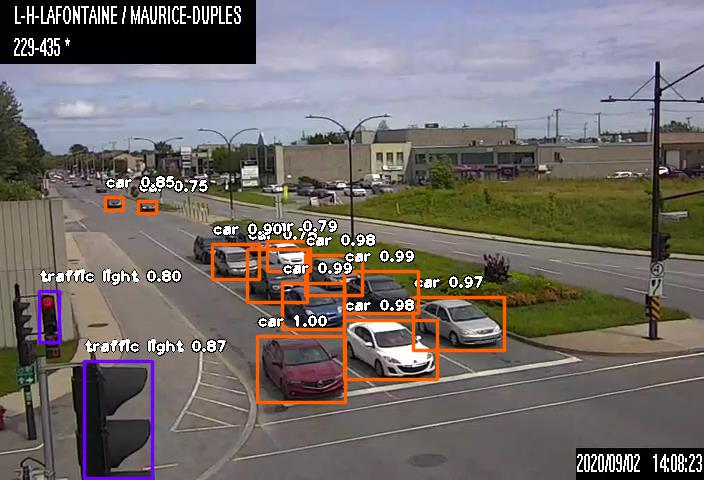 L-H-LAFONTAINE / MAURICE-DUPLES
229-435 *
car 0.85
0.75
car 0.90
0.79
car 0.98
car 0.99
car 0.99
car 0.97
traffic light 0.80
car 0.98
car 1.00
traffic light 0.87
2020/09/02 14:08:23